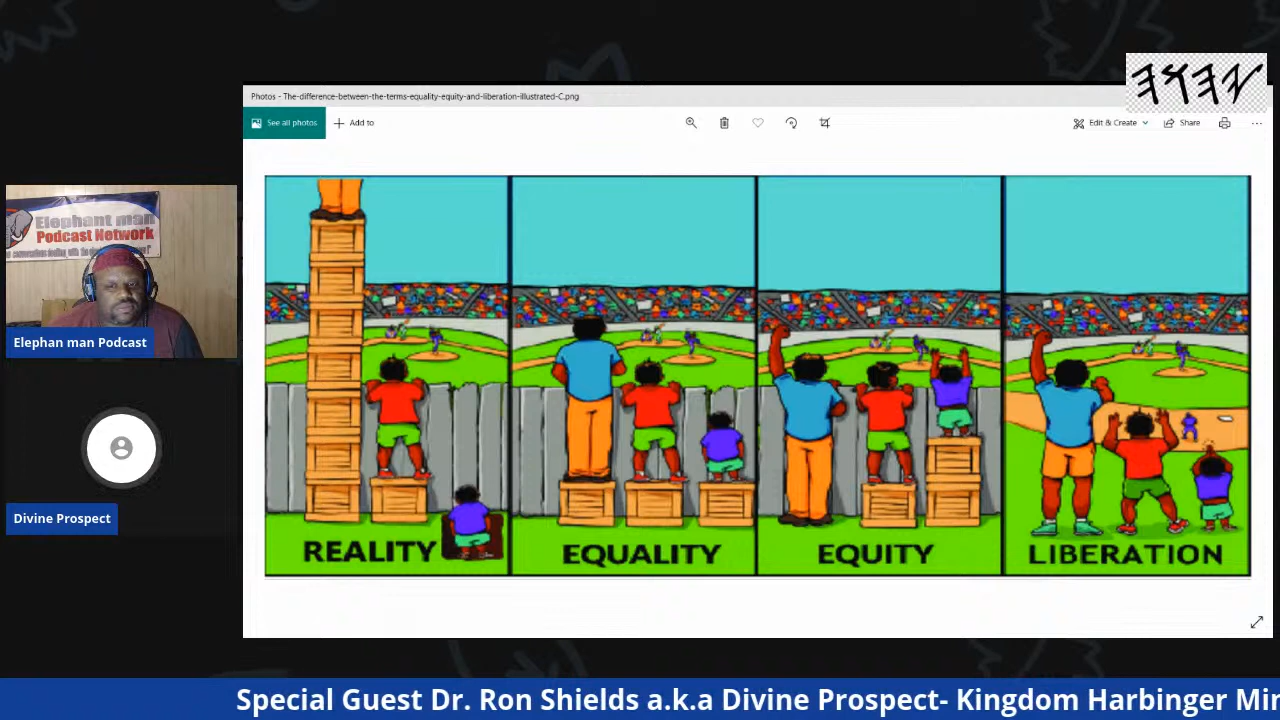 𐤉𐤄𐤅𐤄
Photos - The-difference-between-the-terms-equality-equity-and-liberation-illustrated-C.png
See all photos Add to Edit & Create Share
Elephant man
Podcast Network
Elephan man Podcast
Divine Prospect
REALITY EQUALITY EQUITY LIBERATION
Special Guest Dr. Ron Shields a.k.a Divine Prospect- Kingdom Harbinger Mi